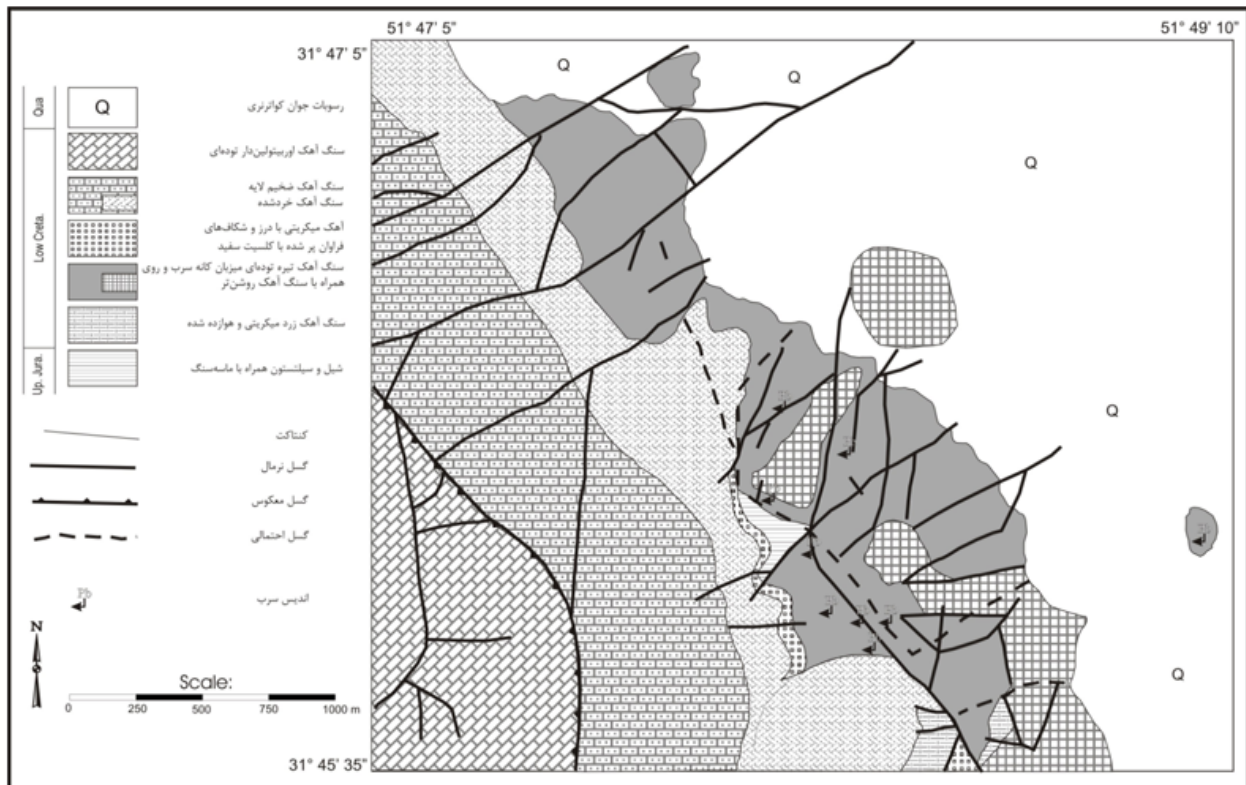 51° 47' 5"
51° 49' 10"
31° 47' 5"
31° 45' 35"
Qua
Low Creta.
Up. Jura.
Q
رسوبات جوان کواترنری
سنگ آهک اوربیتولین‌دار توده‌ای
سنگ آهک ضخیم لایه
سنگ آهک خردشده
آهک میکریتی با درز و شکاف‌های
فراوان پر شده با کلسیت سفید
سنگ آهک تیره توده‌ای میزبان کانه سرب و روی
همراه با سنگ آهک روشن‌تر
سنگ آهک زرد میکریتی و هوازده شده
شیل و سیلتستون همراه با ماسه‌سنگ
کنتاکت
گسل نرمال
گسل معکوس
گسل احتمالی
اندیس سرب
Pb
N
Scale:
0 250 500 750 1000 m
Q
Q
Q
Q
Q